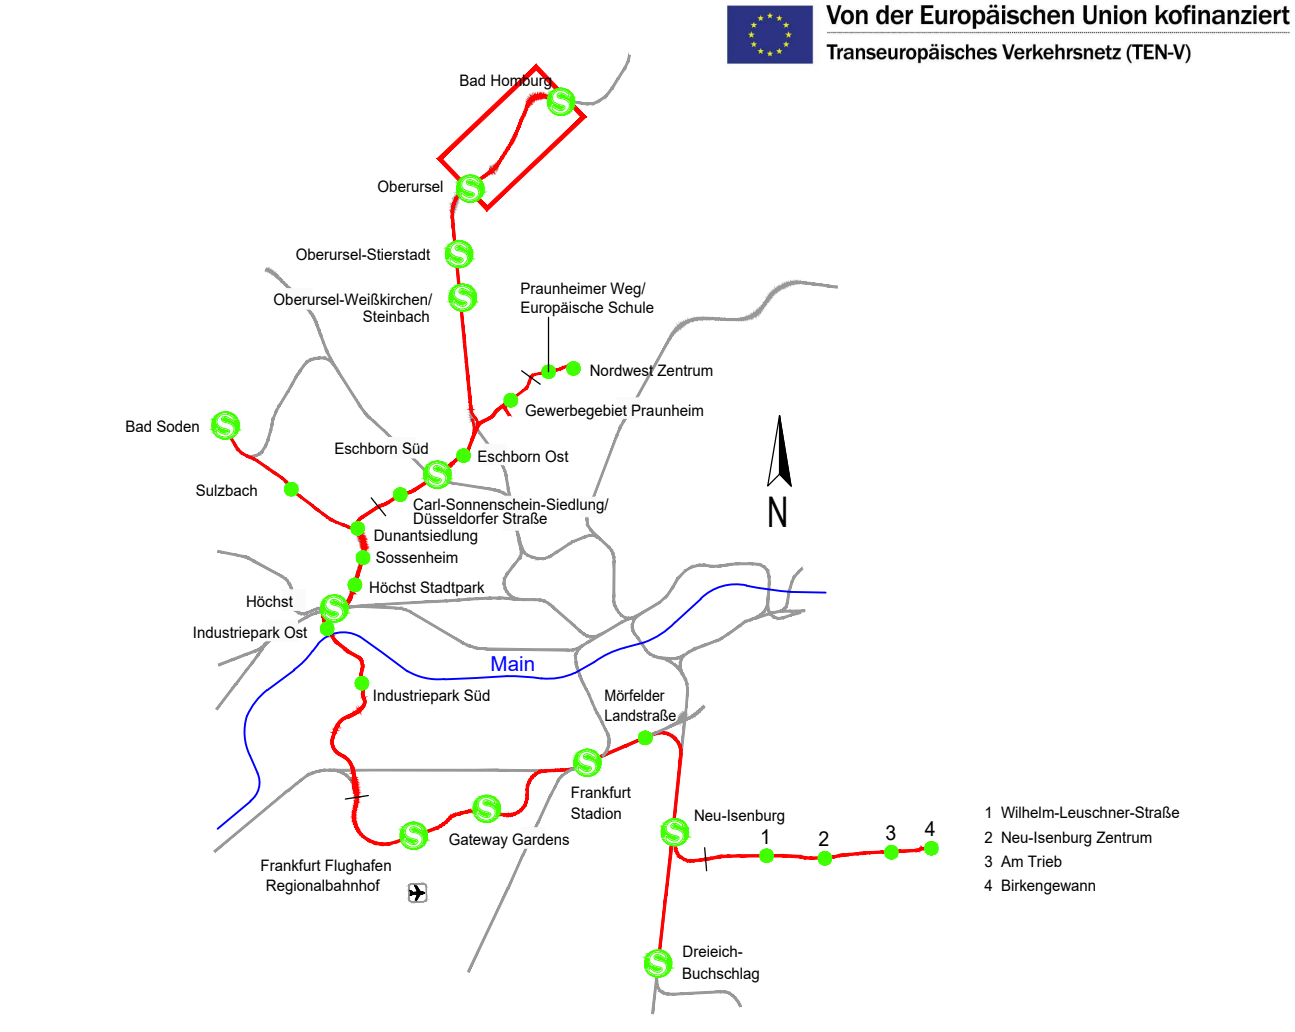 Von der Europäischen Union kofinanziert
Transeuropäisches Verkehrsnetz (TEN-V)
Bad Homburg
S
Oberursel
S
Oberursel-Stierstadt
S
Oberursel-Weißkirchen/
Steinbach
S
Praunheimer Weg/
Europäische Schule
Nordwest Zentrum
Gewerbegebiet Praunheim
Bad Soden
S
Eschborn Süd
S
Eschborn Ost
Sulzbach
Carl-Sonnenschein-Siedlung/
Düsseldorfer Straße
N
Dunantsiedlung
Sossenheim
Höchst Stadtpark
Höchst
S
Industriepark Ost
Main
Industriepark Süd
Mörfelder
Landstraße
S
Frankfurt
Stadion
Neu-Isenburg
S
1
2
3
4
S
Gateway Gardens
S
Frankfurt Flughafen
Regionalbahnhof
1 Wilhelm-Leuschner-Straße
2 Neu-Isenburg Zentrum
3 Am Trieb
4 Birkengewann
S
Dreieich-
Buchschlag